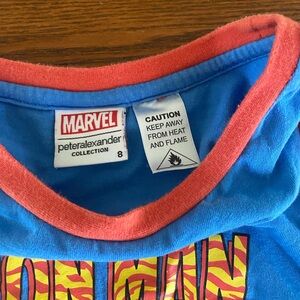 MARVEL
peteralexander
COLLECTION
8
CAUTION
KEEP AWAY
FROM HEAT
AND FLAME